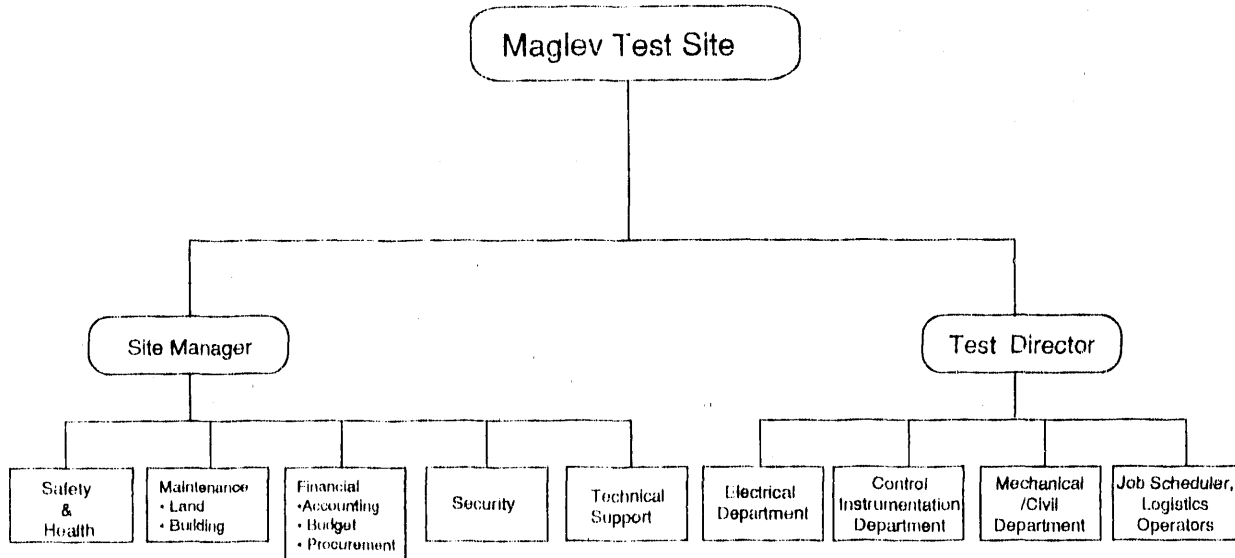 Maglev Test Site
Site Manager
Test Director
Safety
&
Health
Maintenance
• Land
• Building
Financial
•Accounting
• Budget
• Procurement
Security
Technical
Support
Electrical
Department
Control
Instrumentation
Department
Mechanical
/Civil
Department
Job Scheduler,
Logistics
Operators